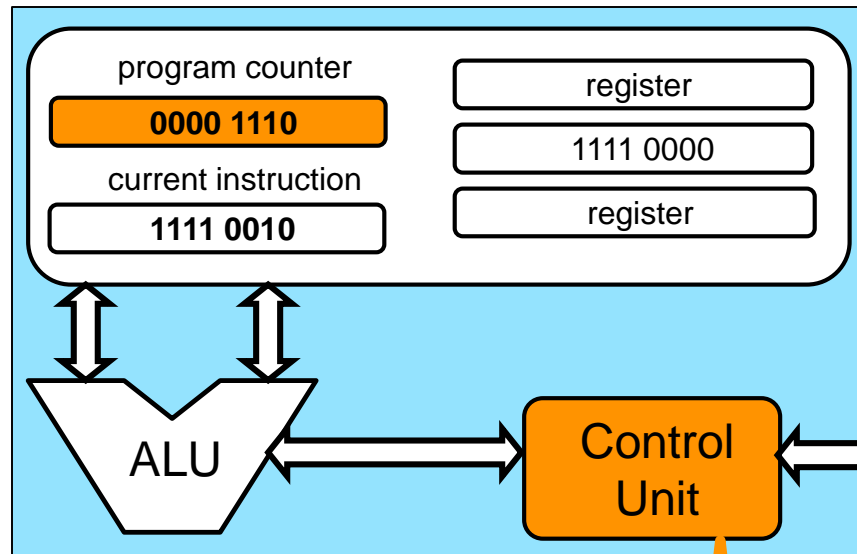 program counter
0000 1110
current instruction
1111 0010
register
1111 0000
register
ALU
Control
Unit